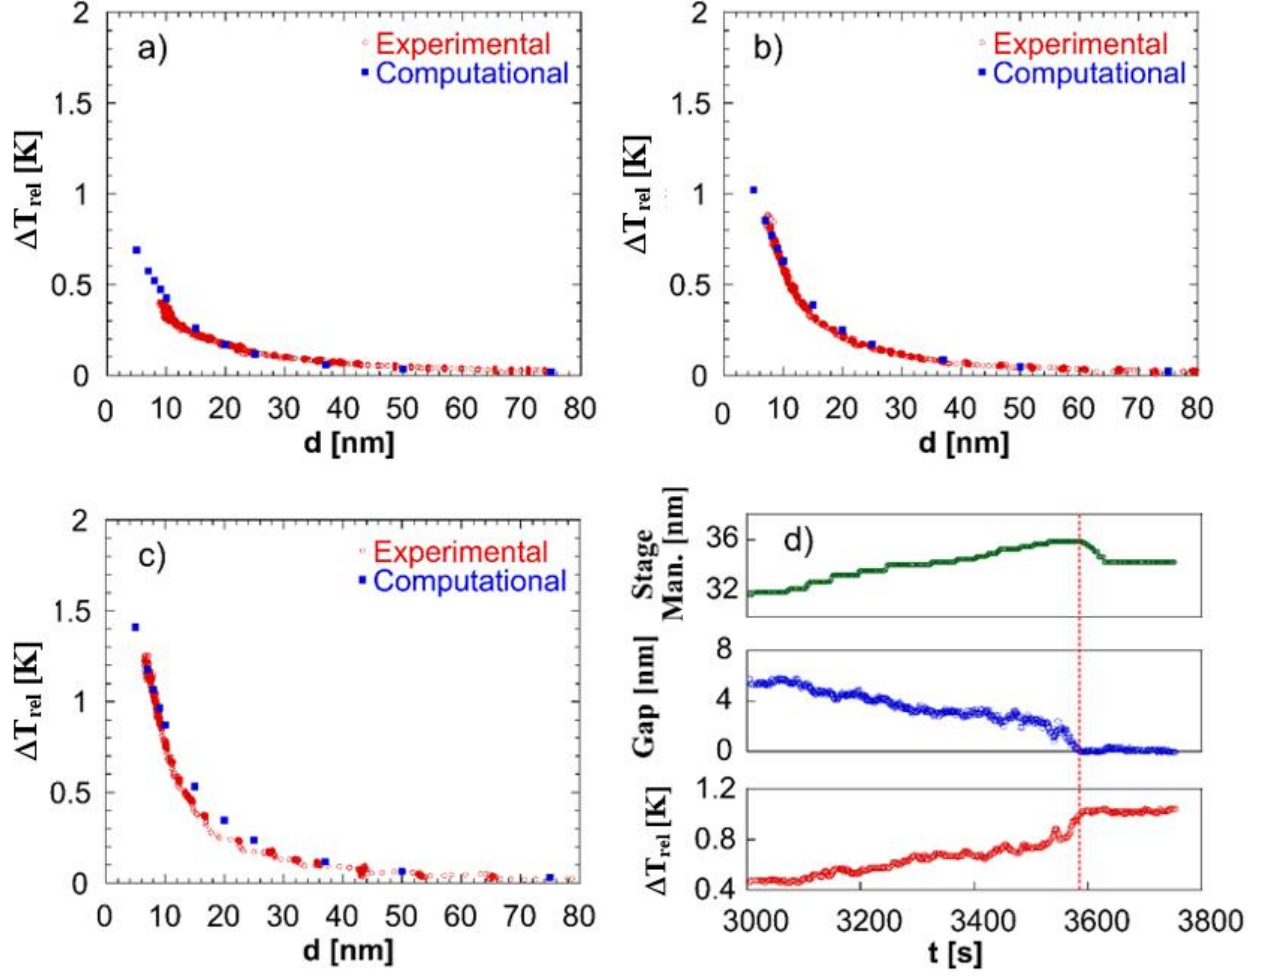 a)
Experimental
Computational
ΔTrel [K]
2
1.5
1
0.5
0
0 10 20 30 40 50 60 70 80
d [nm]
b)
Experimental
Computational
ΔTrel [K]
2
1.5
1
0.5
0
0 10 20 30 40 50 60 70 80
d [nm]
c)
Experimental
Computational
ΔTrel [K]
2
1.5
1
0.5
0
0 10 20 30 40 50 60 70 80
d [nm]
d)
Stage
Man. [nm]
36
32
Gap [nm]
8
4
0
ΔTrel [K]
1.2
0.8
0.4
3000 3200 3400 3600 3800
t [s]